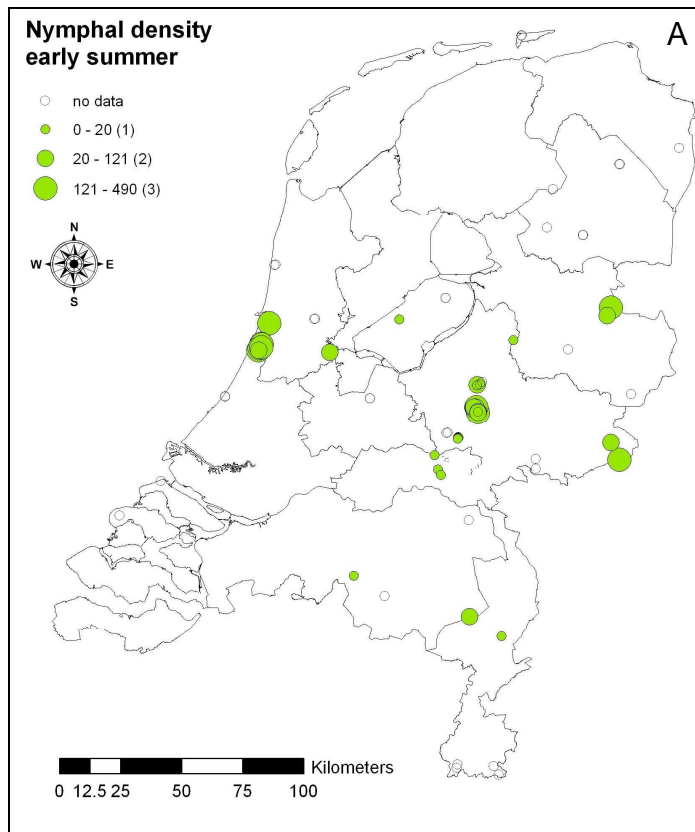 Nymphal density
early summer
A
no data
0 - 20 (1)
20 - 121 (2)
121 - 490 (3)
N
W E
S
Kilometers
0 12.5 25 50 75 100